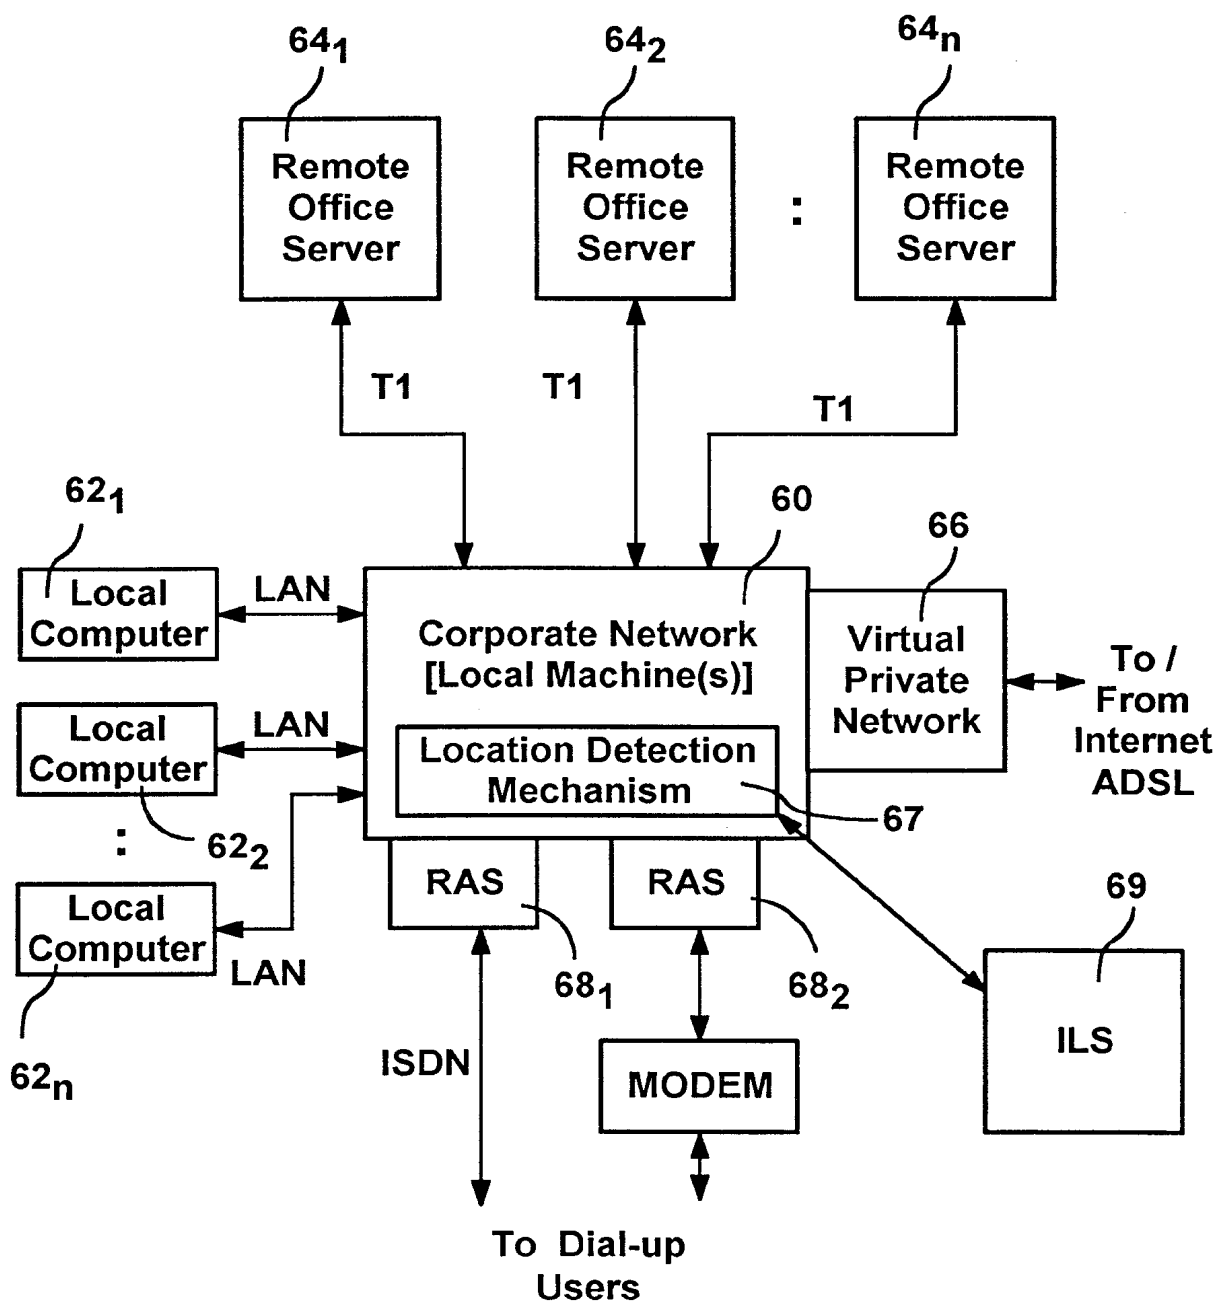 64₁
64₂
64ₙ
Remote
Office
Server
Remote
Office
Server
:
Remote
Office
Server
T1
T1
T1
62₁
60
66
Local
Computer
LAN
Corporate Network
[Local Machine(s)]
Virtual
Private
Network
To /
From
Internet
ADSL
Local
Computer
LAN
Location Detection
Mechanism
67
62₂
:
RAS
RAS
69
Local
Computer
LAN
68₁
68₂
62ₙ
ISDN
MODEM
ILS
To Dial-up
Users